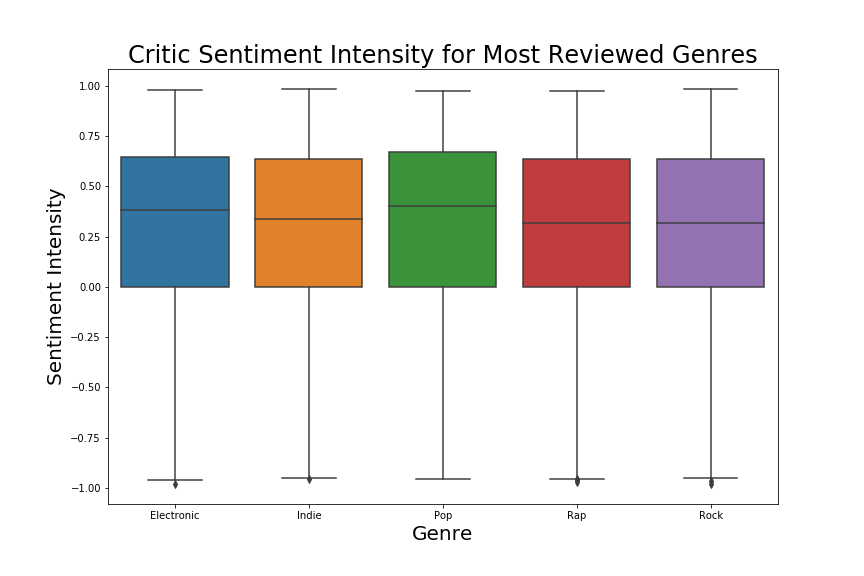 Critic Sentiment Intensity for Most Reviewed Genres
1.00
0.75
0.50
0.25
0.00
−0.25
−0.50
−0.75
−1.00
Sentiment Intensity
Electronic Indie Pop Rap Rock
Genre